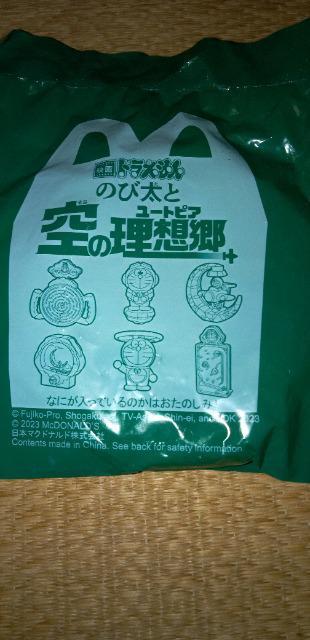 映画ドラえもん
のび太と
空の理想郷
そら ユートピア
なにが入っているのかはおたのしみ
© Fujiko-Pro, Shogakukan, TV-Asahi, Shin-ei, and ADK 2023
© 2023 McDONALD'S
日本マクドナルド株式会社
Contents made in China. See back for safety information